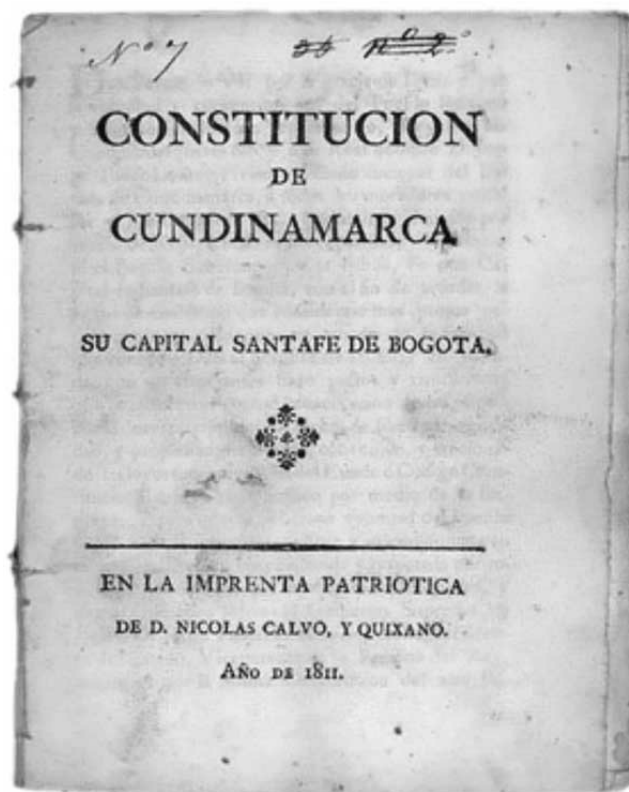 Nº 7
CONSTITUCION
DE
CUNDINAMARCA
SU CAPITAL SANTAFE DE BOGOTA.
EN LA IMPRENTA PATRIOTICA
DE D. NICOLAS CALVO, Y QUIXANO.
AÑO DE 1811.